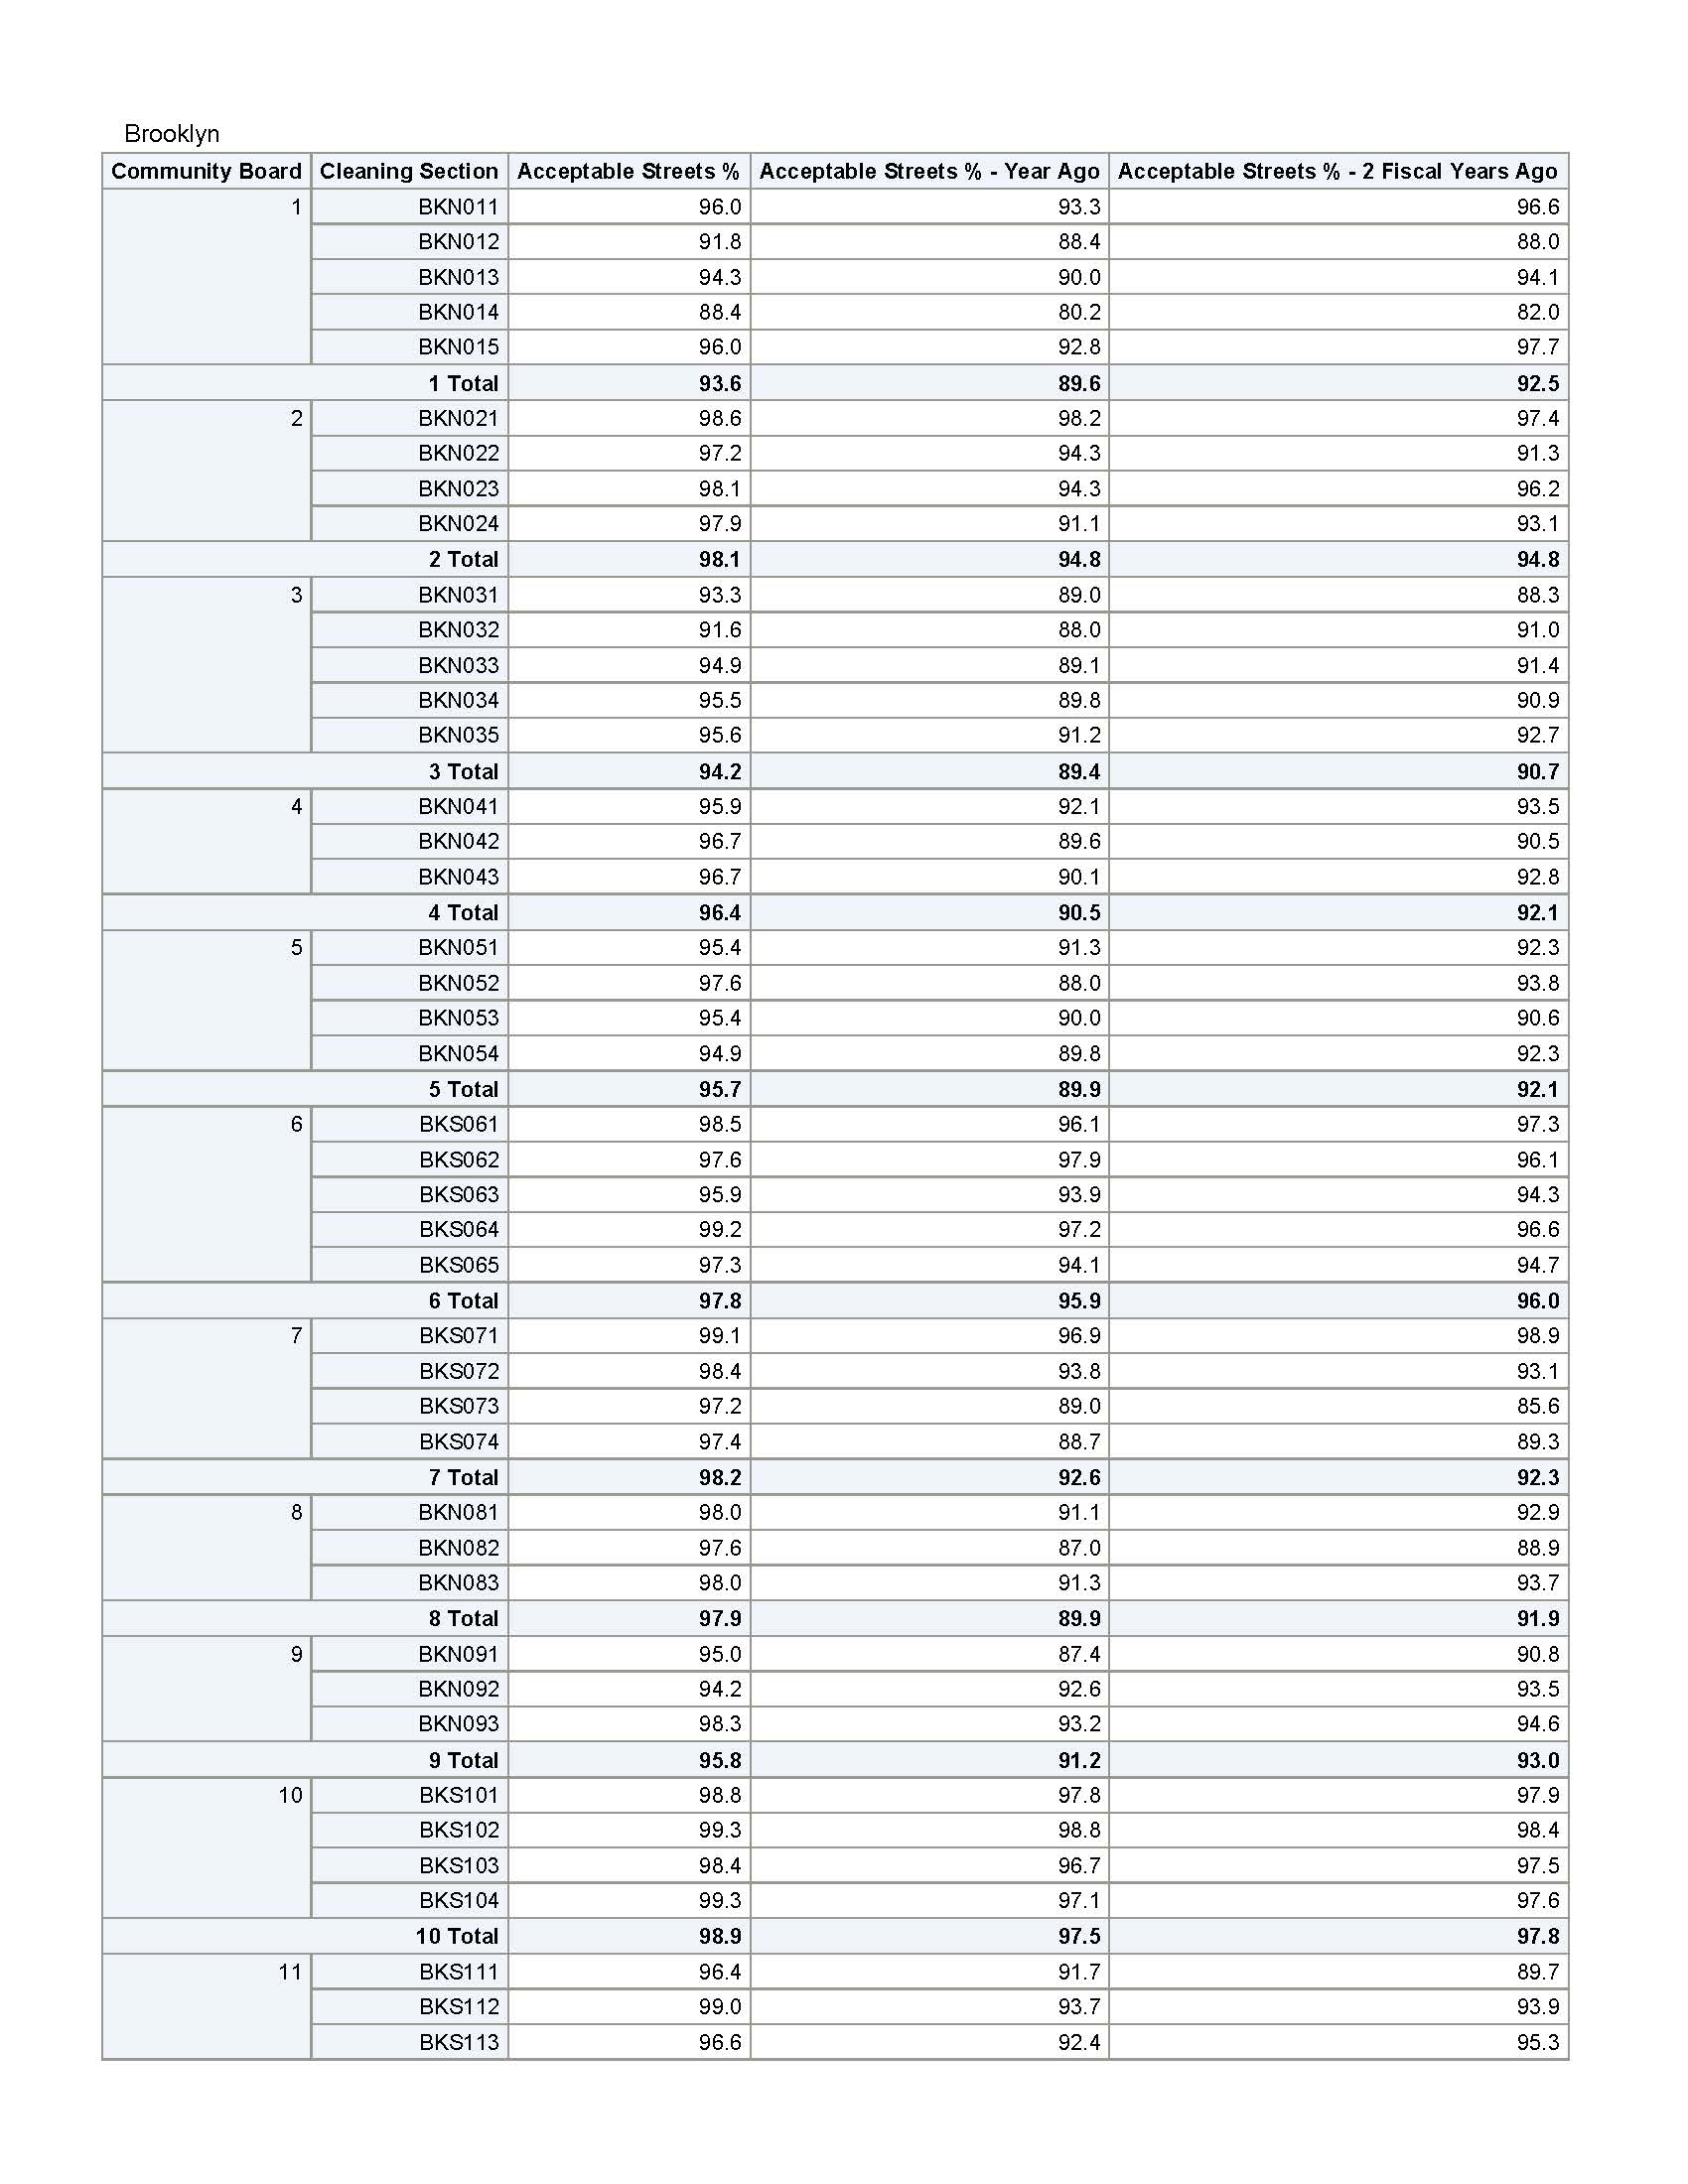 Brooklyn
Community Board Cleaning Section Acceptable Streets % Acceptable Streets % - Year Ago Acceptable Streets % - 2 Fiscal Years Ago
1 BKN011 96.0 93.3 96.6
BKN012 91.8 88.4 88.0
BKN013 94.3 90.0 94.1
BKN014 88.4 80.2 82.0
BKN015 96.0 92.8 97.7
1 Total 93.6 89.6 92.5
2 BKN021 98.6 98.2 97.4
BKN022 97.2 94.3 91.3
BKN023 98.1 94.3 96.2
BKN024 97.9 91.1 93.1
2 Total 98.1 94.8 94.8
3 BKN031 93.3 89.0 88.3
BKN032 91.6 88.0 91.0
BKN033 94.9 89.1 91.4
BKN034 95.5 89.8 90.9
BKN035 95.6 91.2 92.7
3 Total 94.2 89.4 90.7
4 BKN041 95.9 92.1 93.5
BKN042 96.7 89.6 90.5
BKN043 96.7 90.1 92.8
4 Total 96.4 90.5 92.1
5 BKN051 95.4 91.3 92.3
BKN052 97.6 88.0 93.8
BKN053 95.4 90.0 90.6
BKN054 94.9 89.8 92.3
5 Total 95.7 89.9 92.1
6 BKS061 98.5 96.1 97.3
BKS062 97.6 97.9 96.1
BKS063 95.9 93.9 94.3
BKS064 99.2 97.2 96.6
BKS065 97.3 94.1 94.7
6 Total 97.8 95.9 96.0
7 BKS071 99.1 96.9 98.9
BKS072 98.4 93.8 93.1
BKS073 97.2 89.0 85.6
BKS074 97.4 88.7 89.3
7 Total 98.2 92.6 92.3
8 BKN081 98.0 91.1 92.9
BKN082 97.6 87.0 88.9
BKN083 98.0 91.3 93.7
8 Total 97.9 89.9 91.9
9 BKN091 95.0 87.4 90.8
BKN092 94.2 92.6 93.5
BKN093 98.3 93.2 94.6
9 Total 95.8 91.2 93.0
10 BKS101 98.8 97.8 97.9
BKS102 99.3 98.8 98.4
BKS103 98.4 96.7 97.5
BKS104 99.3 97.1 97.6
10 Total 98.9 97.5 97.8
11 BKS111 96.4 91.7 89.7
BKS112 99.0 93.7 93.9
BKS113 96.6 92.4 95.3